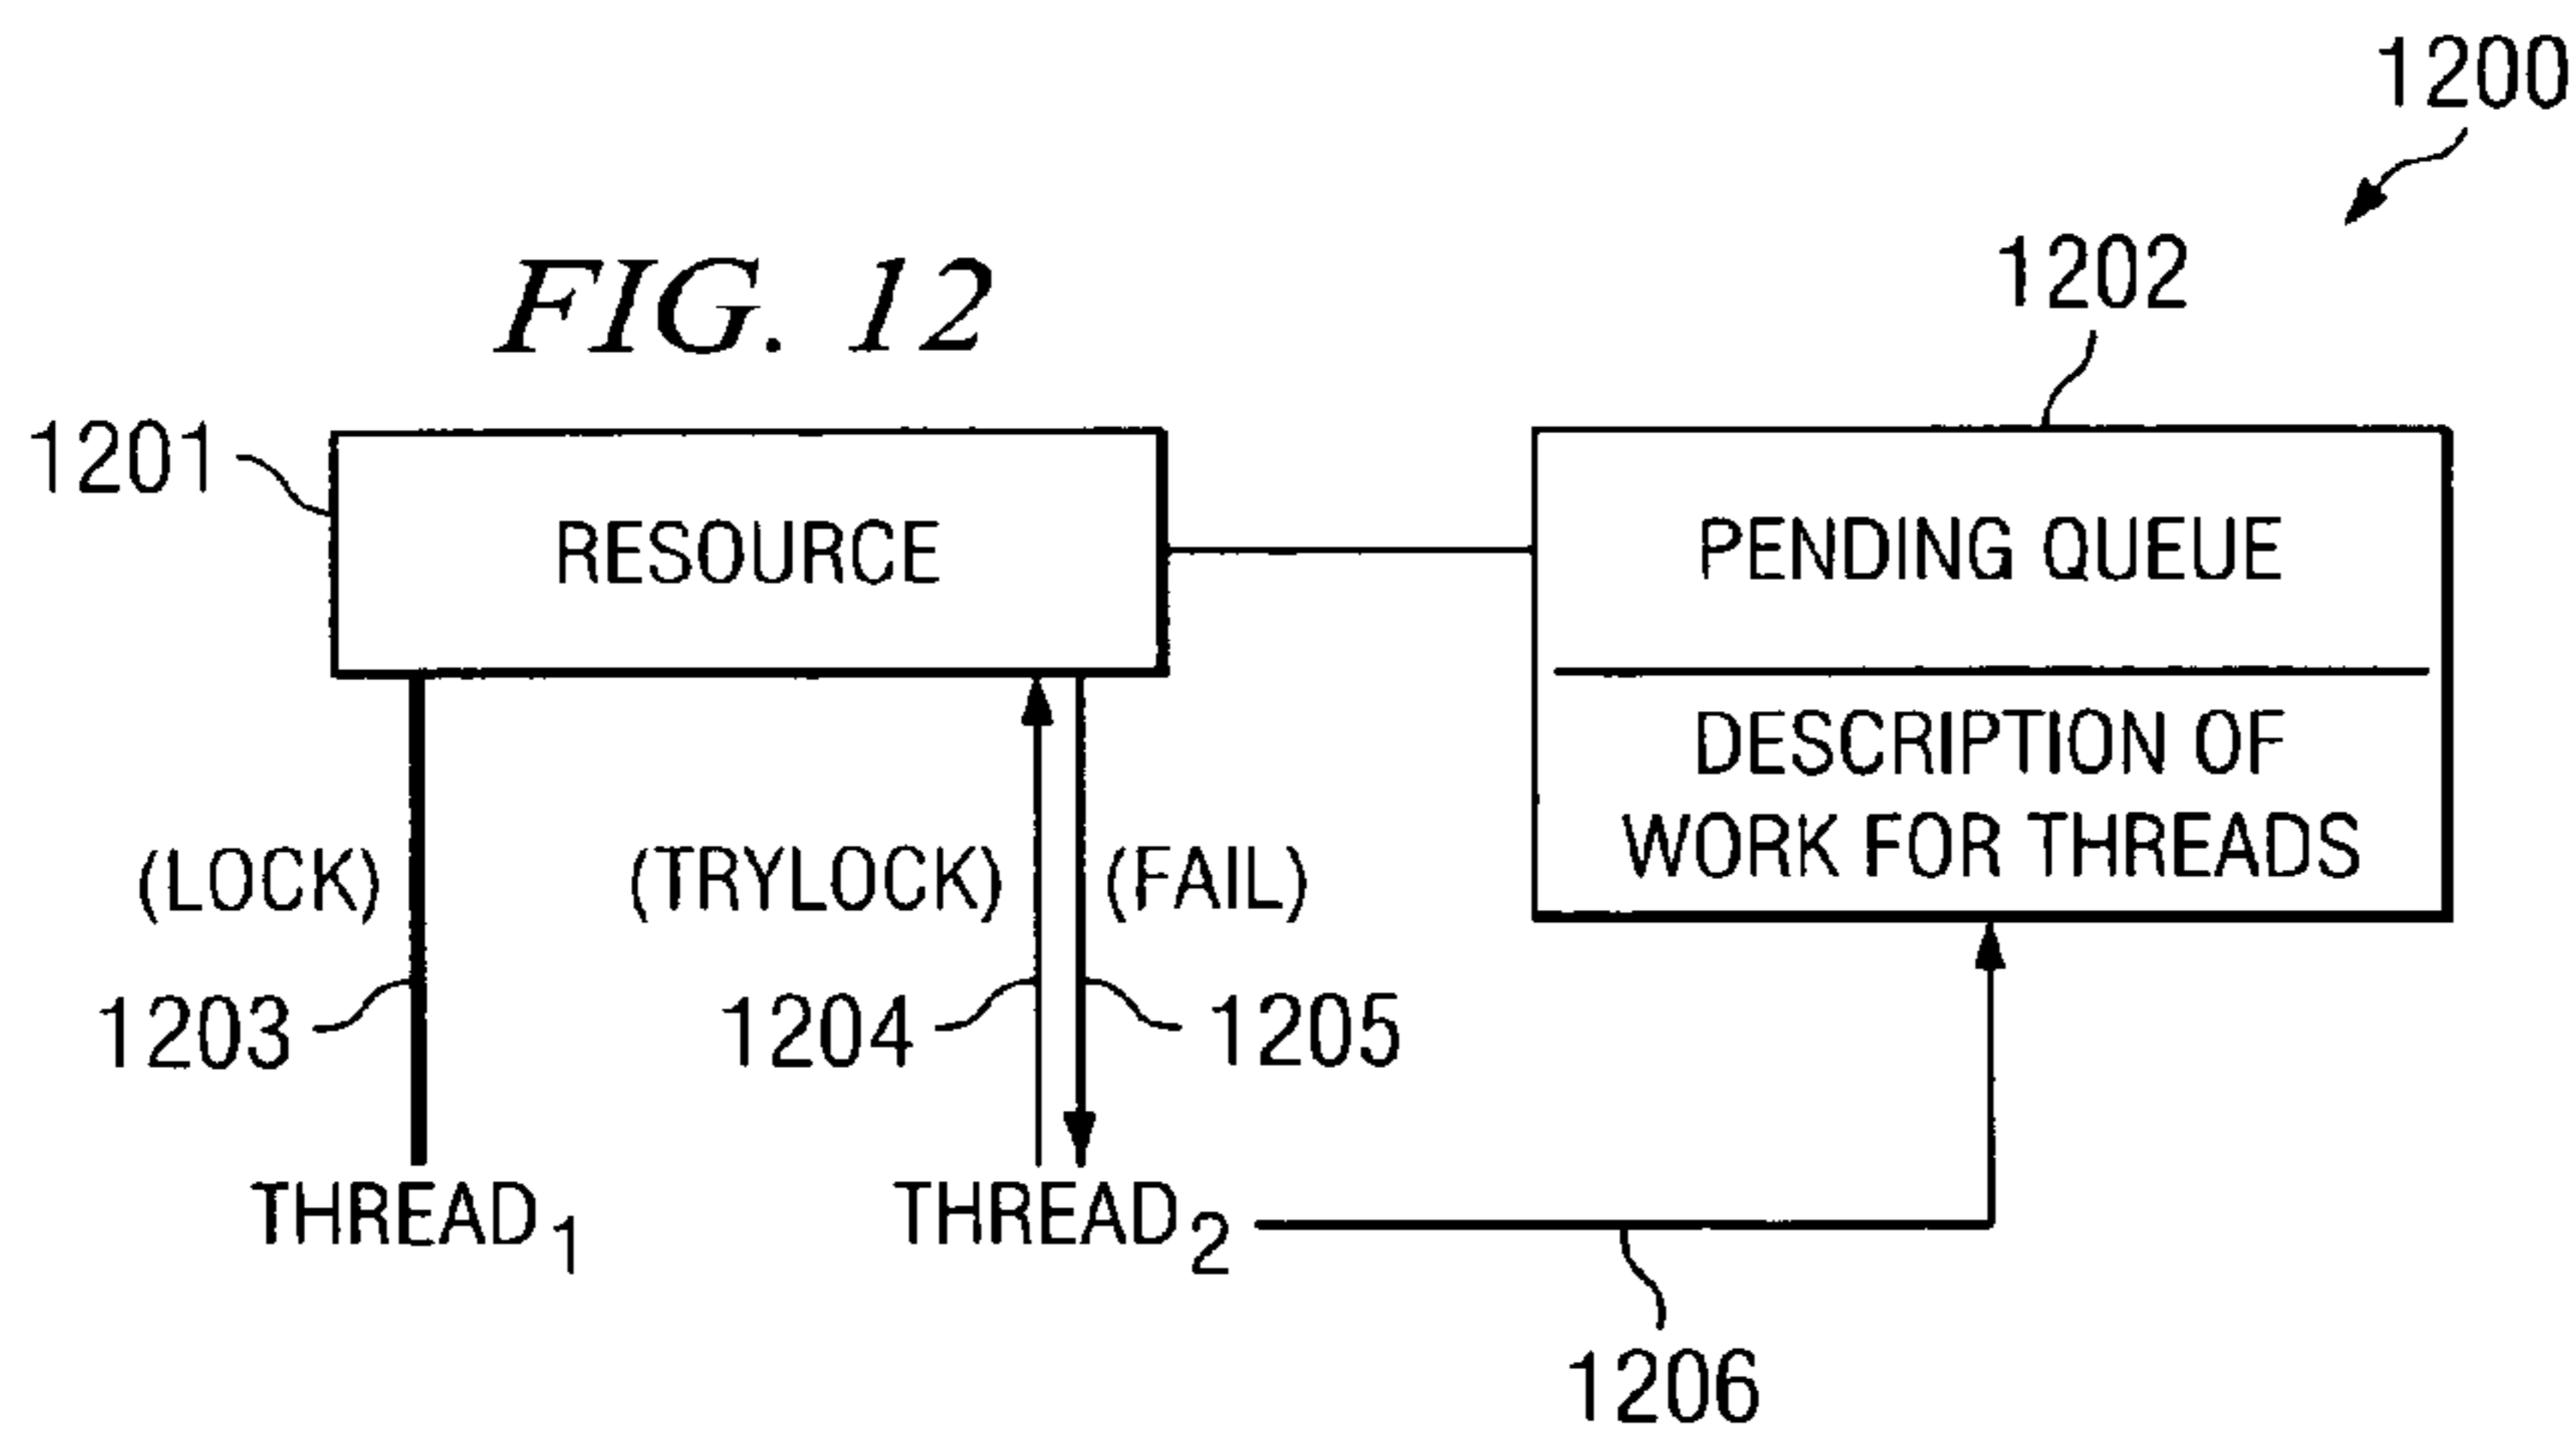 1200
1202
FIG. 12
1201
RESOURCE
PENDING QUEUE
DESCRIPTION OF
WORK FOR THREADS
(LOCK)
(TRYLOCK)
(FAIL)
1203
1204
1205
THREAD1
THREAD2
1206